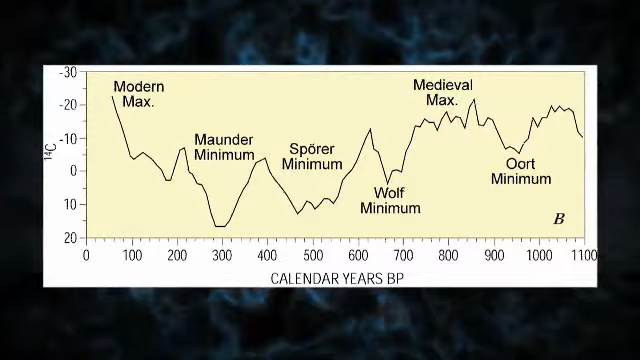 -30
-20
-10
0
10
20
¹⁴C
Modern
Max.
Maunder
Minimum
Spörer
Minimum
Wolf
Minimum
Medieval
Max.
Oort
Minimum
B
0 100 200 300 400 500 600 700 800 900 1000 1100
CALENDAR YEARS BP